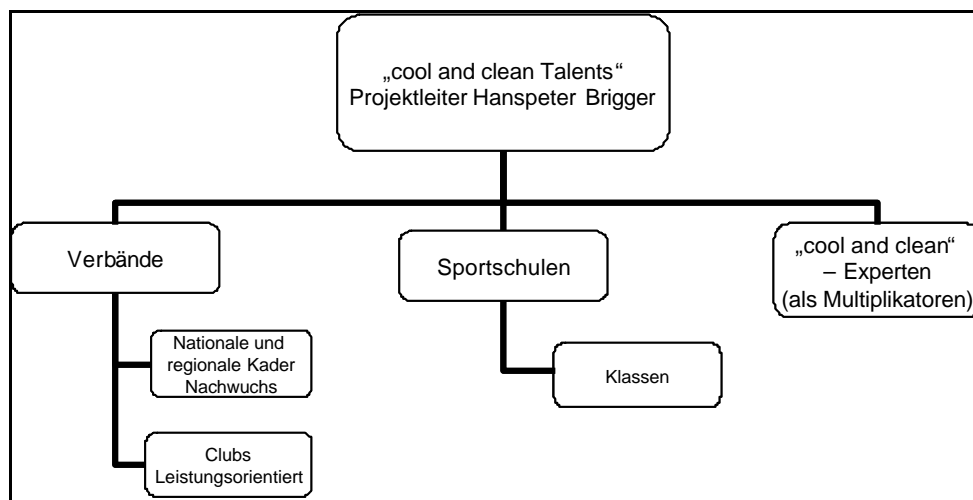 „cool and clean Talents“
Projektleiter Hanspeter Brigger
Verbände
Sportschulen
„cool and clean“
– Experten
(als Multiplikatoren)
Nationale und
regionale Kader
Nachwuchs
Klassen
Clubs
Leistungsorientiert